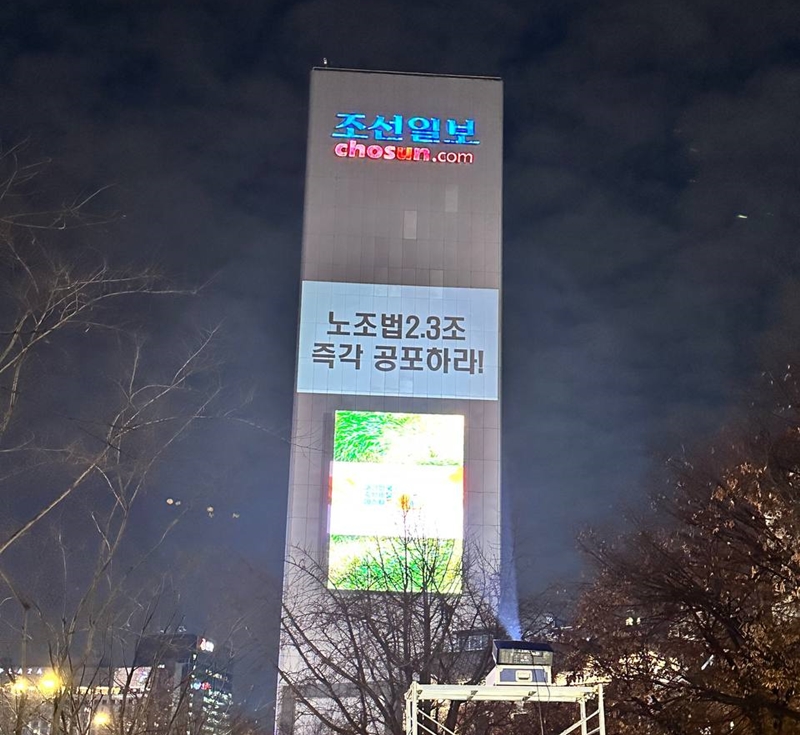 조선일보
chosun.com
노조법2.3조
즉각 공포하라!